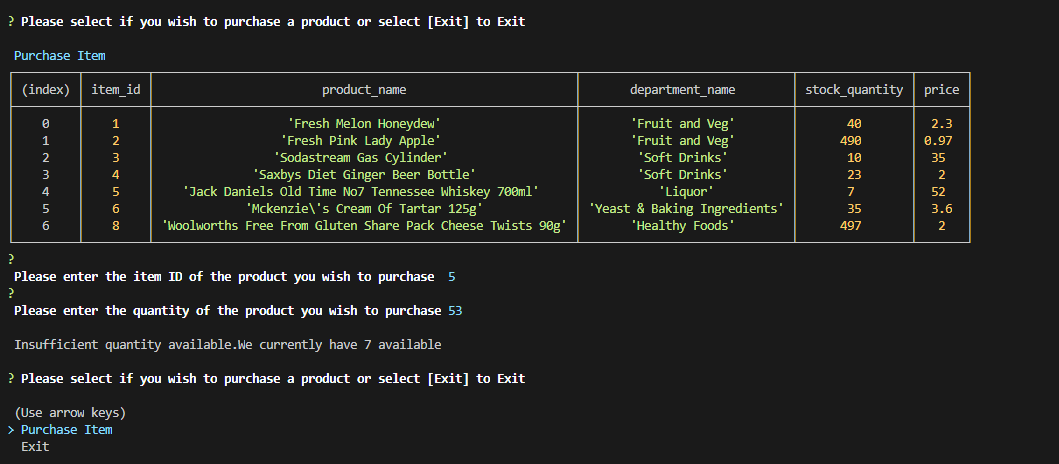 ? Please select if you wish to purchase a product or select [Exit] to Exit
Purchase Item
(index) item_id product_name department_name stock_quantity price
0 1 'Fresh Melon Honeydew' 'Fruit and Veg' 40 2.3
1 2 'Fresh Pink Lady Apple' 'Fruit and Veg' 490 0.97
2 3 'Sodastream Gas Cylinder' 'Soft Drinks' 10 35
3 4 'Saxbys Diet Ginger Beer Bottle' 'Soft Drinks' 23 2
4 5 'Jack Daniels Old Time No7 Tennessee Whiskey 700ml' 'Liquor' 7 52
5 6 'Mckenzie\'s Cream Of Tartar 125g' 'Yeast & Baking Ingredients' 35 3.6
6 8 'Woolworths Free From Gluten Share Pack Cheese Twists 90g' 'Healthy Foods' 497 2
?
Please enter the item ID of the product you wish to purchase 5
?
Please enter the quantity of the product you wish to purchase 53
Insufficient quantity available.We currently have 7 available
? Please select if you wish to purchase a product or select [Exit] to Exit
(Use arrow keys)
> Purchase Item
Exit